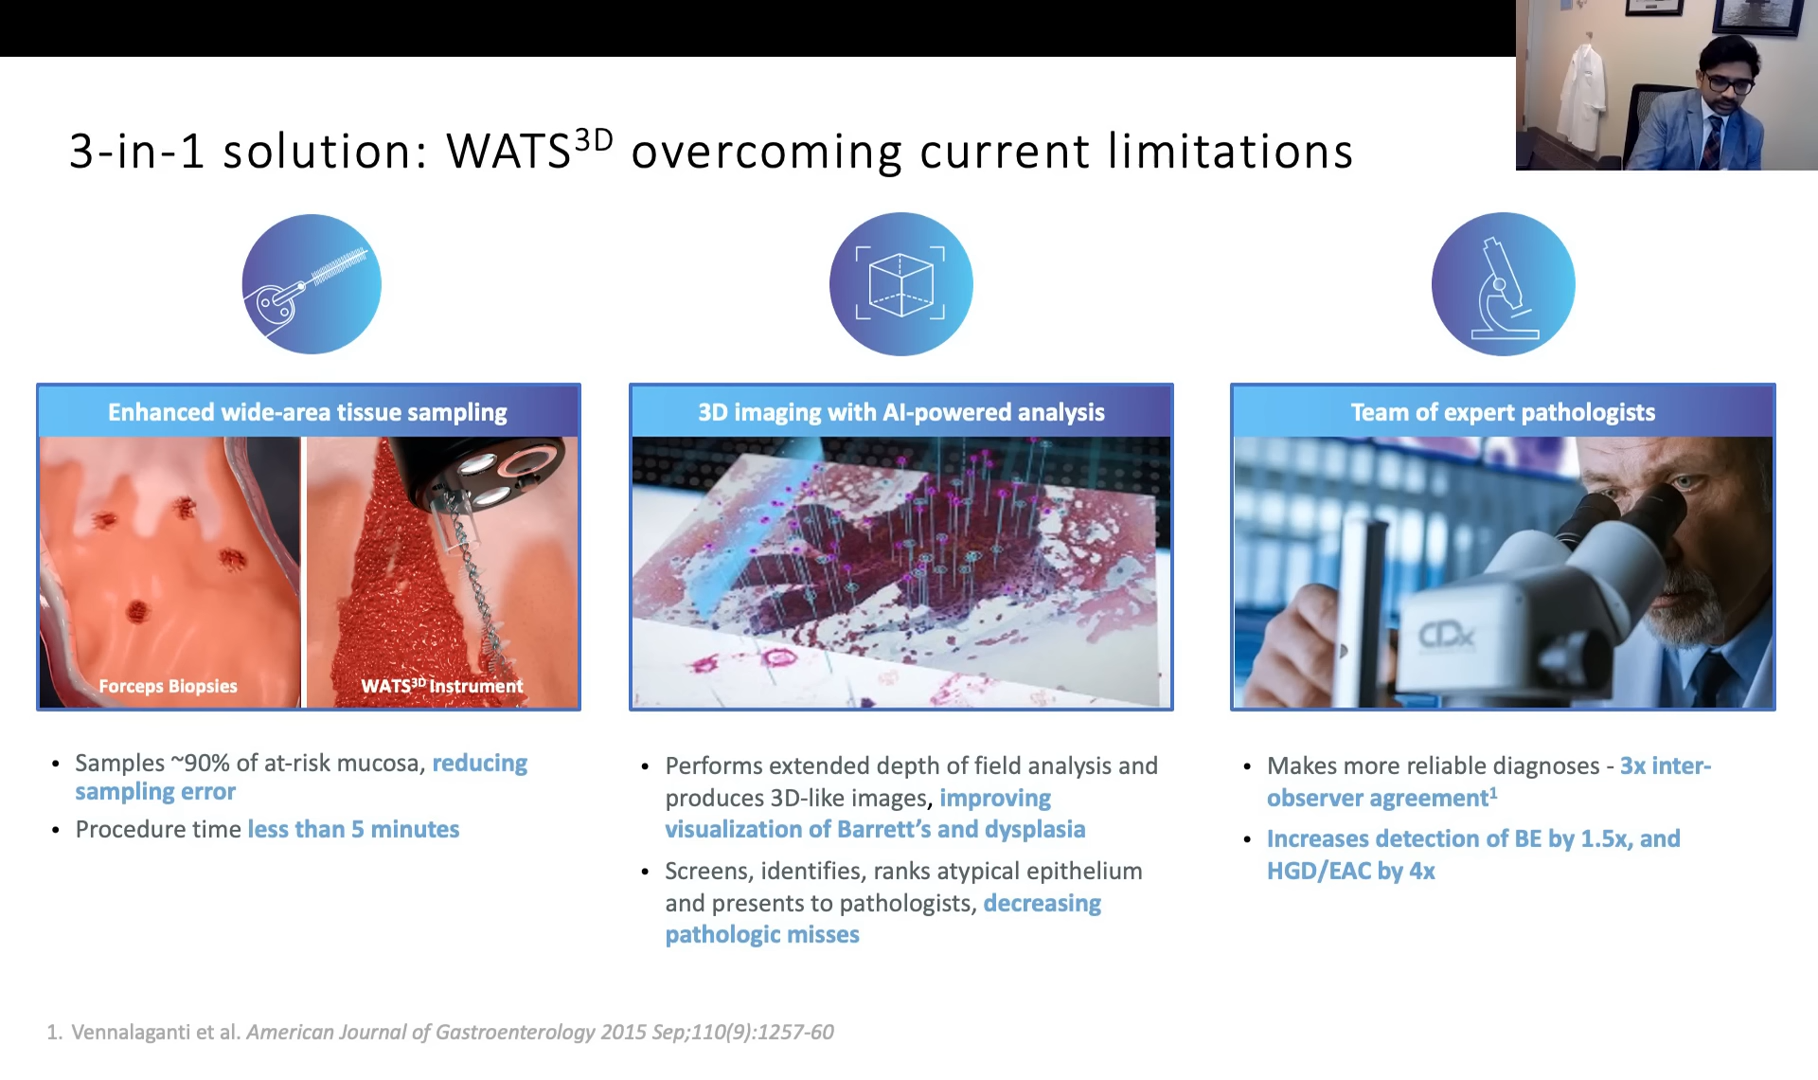 3-in-1 solution: WATS3D overcoming current limitations
Enhanced wide-area tissue sampling
Forceps Biopsies
WATS3D Instrument
• Samples ~90% of at-risk mucosa, reducing
sampling error
• Procedure time less than 5 minutes
3D imaging with AI-powered analysis
• Performs extended depth of field analysis and
produces 3D-like images, improving
visualization of Barrett’s and dysplasia
• Screens, identifies, ranks atypical epithelium
and presents to pathologists, decreasing
pathologic misses
Team of expert pathologists
CDx
• Makes more reliable diagnoses - 3x inter-
observer agreement1
• Increases detection of BE by 1.5x, and
HGD/EAC by 4x
1. Vennalaganti et al. American Journal of Gastroenterology 2015 Sep;110(9):1257-60